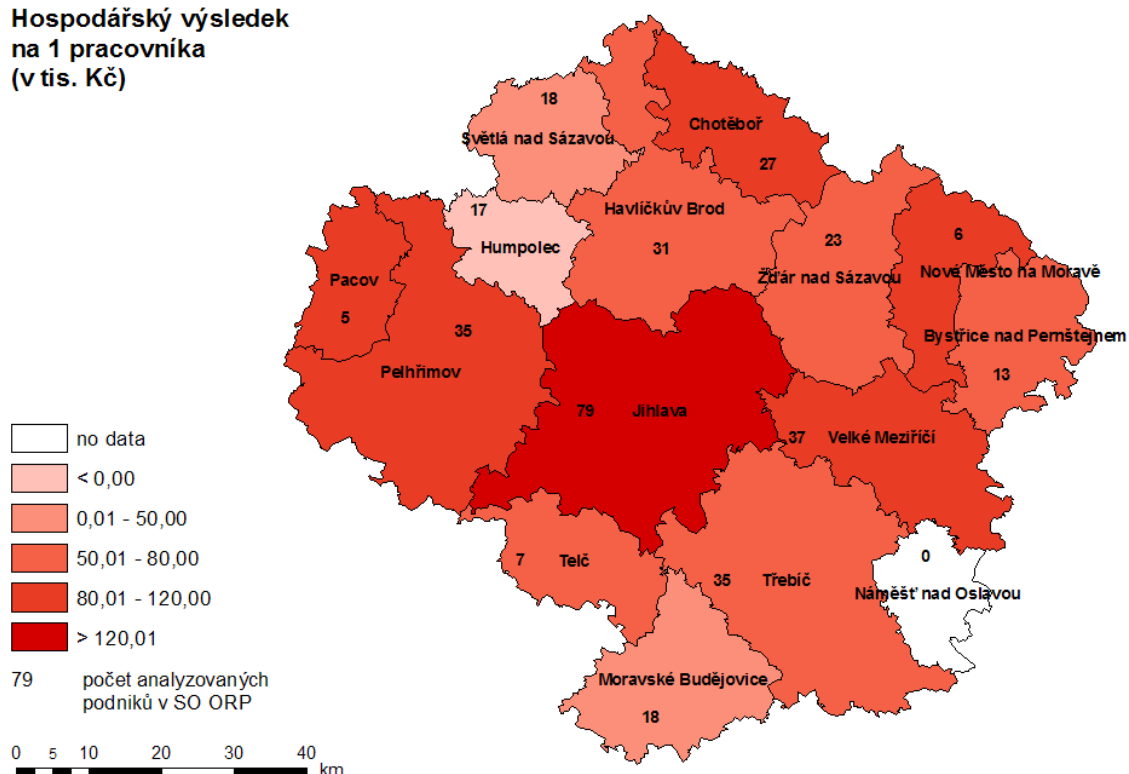 Hospodářský výsledek
na 1 pracovníka
(v tis. Kč)
18
Světlá nad Sázavou
Chotěboř
27
17
Humpolec
Havlíčkův Brod
31
23
Žďár nad Sázavou
6
Nové Město na Moravě
Bystřice nad Pernštejnem
13
Pacov
5
35
Pelhřimov
79 Jihlava
37 Velké Meziříčí
7 Telč
35 Třebíč
0
Náměšť nad Oslavou
Moravské Budějovice
18
no data
< 0,00
0,01 - 50,00
50,01 - 80,00
80,01 - 120,00
> 120,01
79 počet analyzovaných
podniků v SO ORP
0 5 10 20 30 40
km